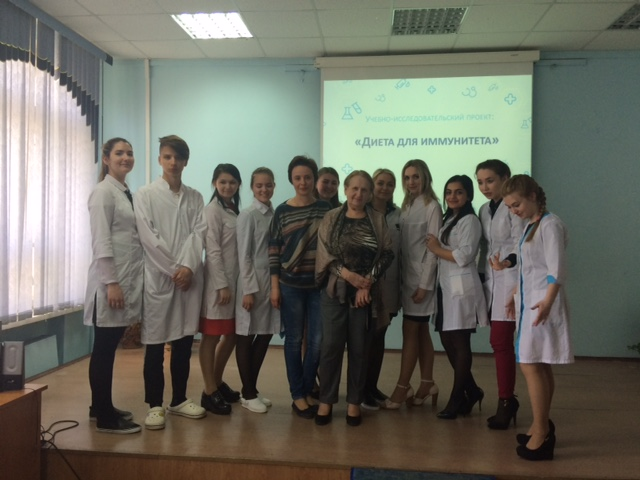 УЧЕБНО-ИССЛЕДОВАТЕЛЬСКИЙ ПРОЕКТ:
«ДИЕТА ДЛЯ ИММУНИТЕТА»